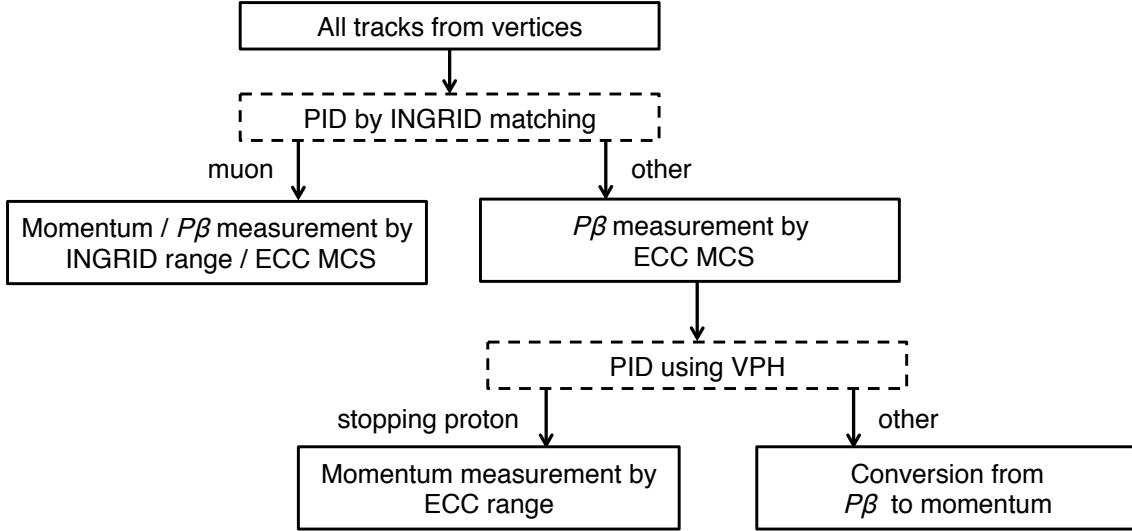 All tracks from vertices
PID by INGRID matching
muon
other
Momentum / Pβ measurement by
INGRID range / ECC MCS
Pβ measurement by
ECC MCS
PID using VPH
stopping proton
other
Momentum measurement by
ECC range
Conversion from
Pβ to momentum